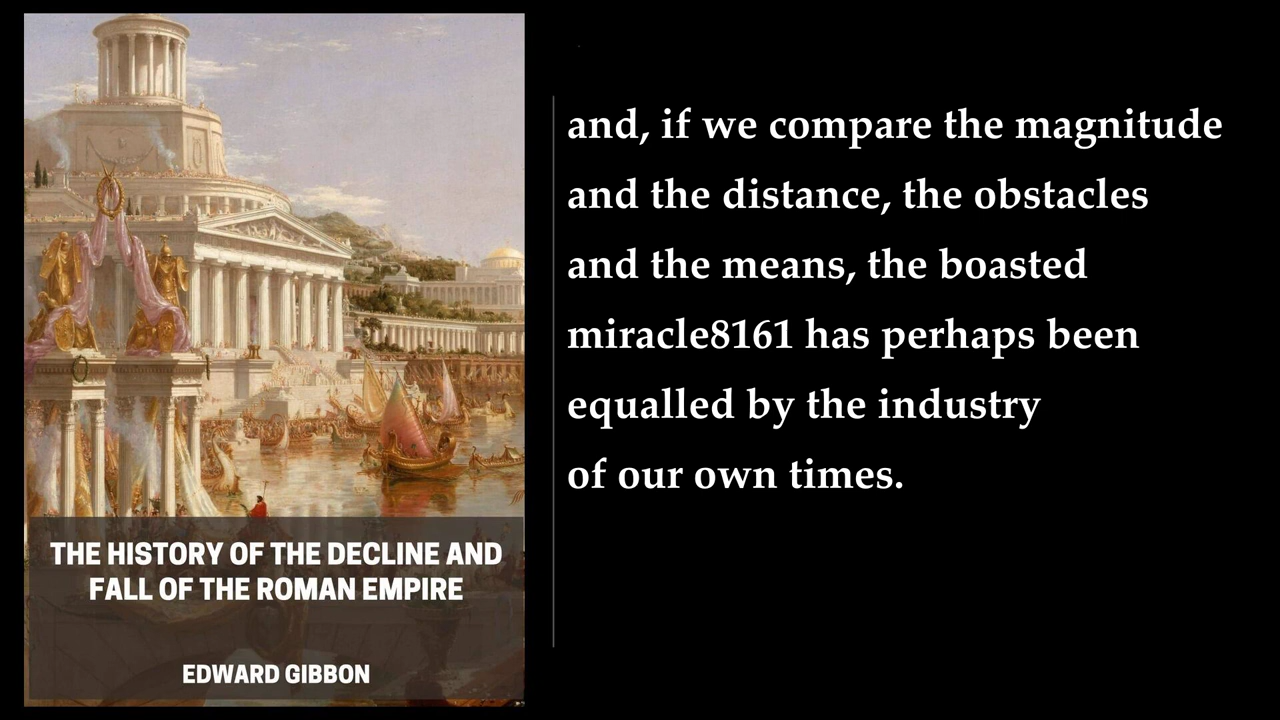 THE HISTORY OF THE DECLINE AND
FALL OF THE ROMAN EMPIRE
EDWARD GIBBON
and, if we compare the magnitude
and the distance, the obstacles
and the means, the boasted
miracle8161 has perhaps been
equalled by the industry
of our own times.